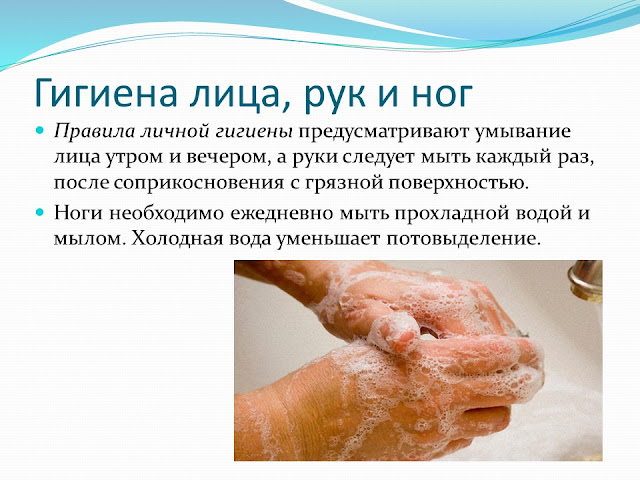 Гигиена лица, рук и ног
Правила личной гигиены предусматривают умывание
лица утром и вечером, а руки следует мыть каждый раз,
после соприкосновения с грязной поверхностью.
Ноги необходимо ежедневно мыть прохладной водой и
мылом. Холодная вода уменьшает потовыделение.